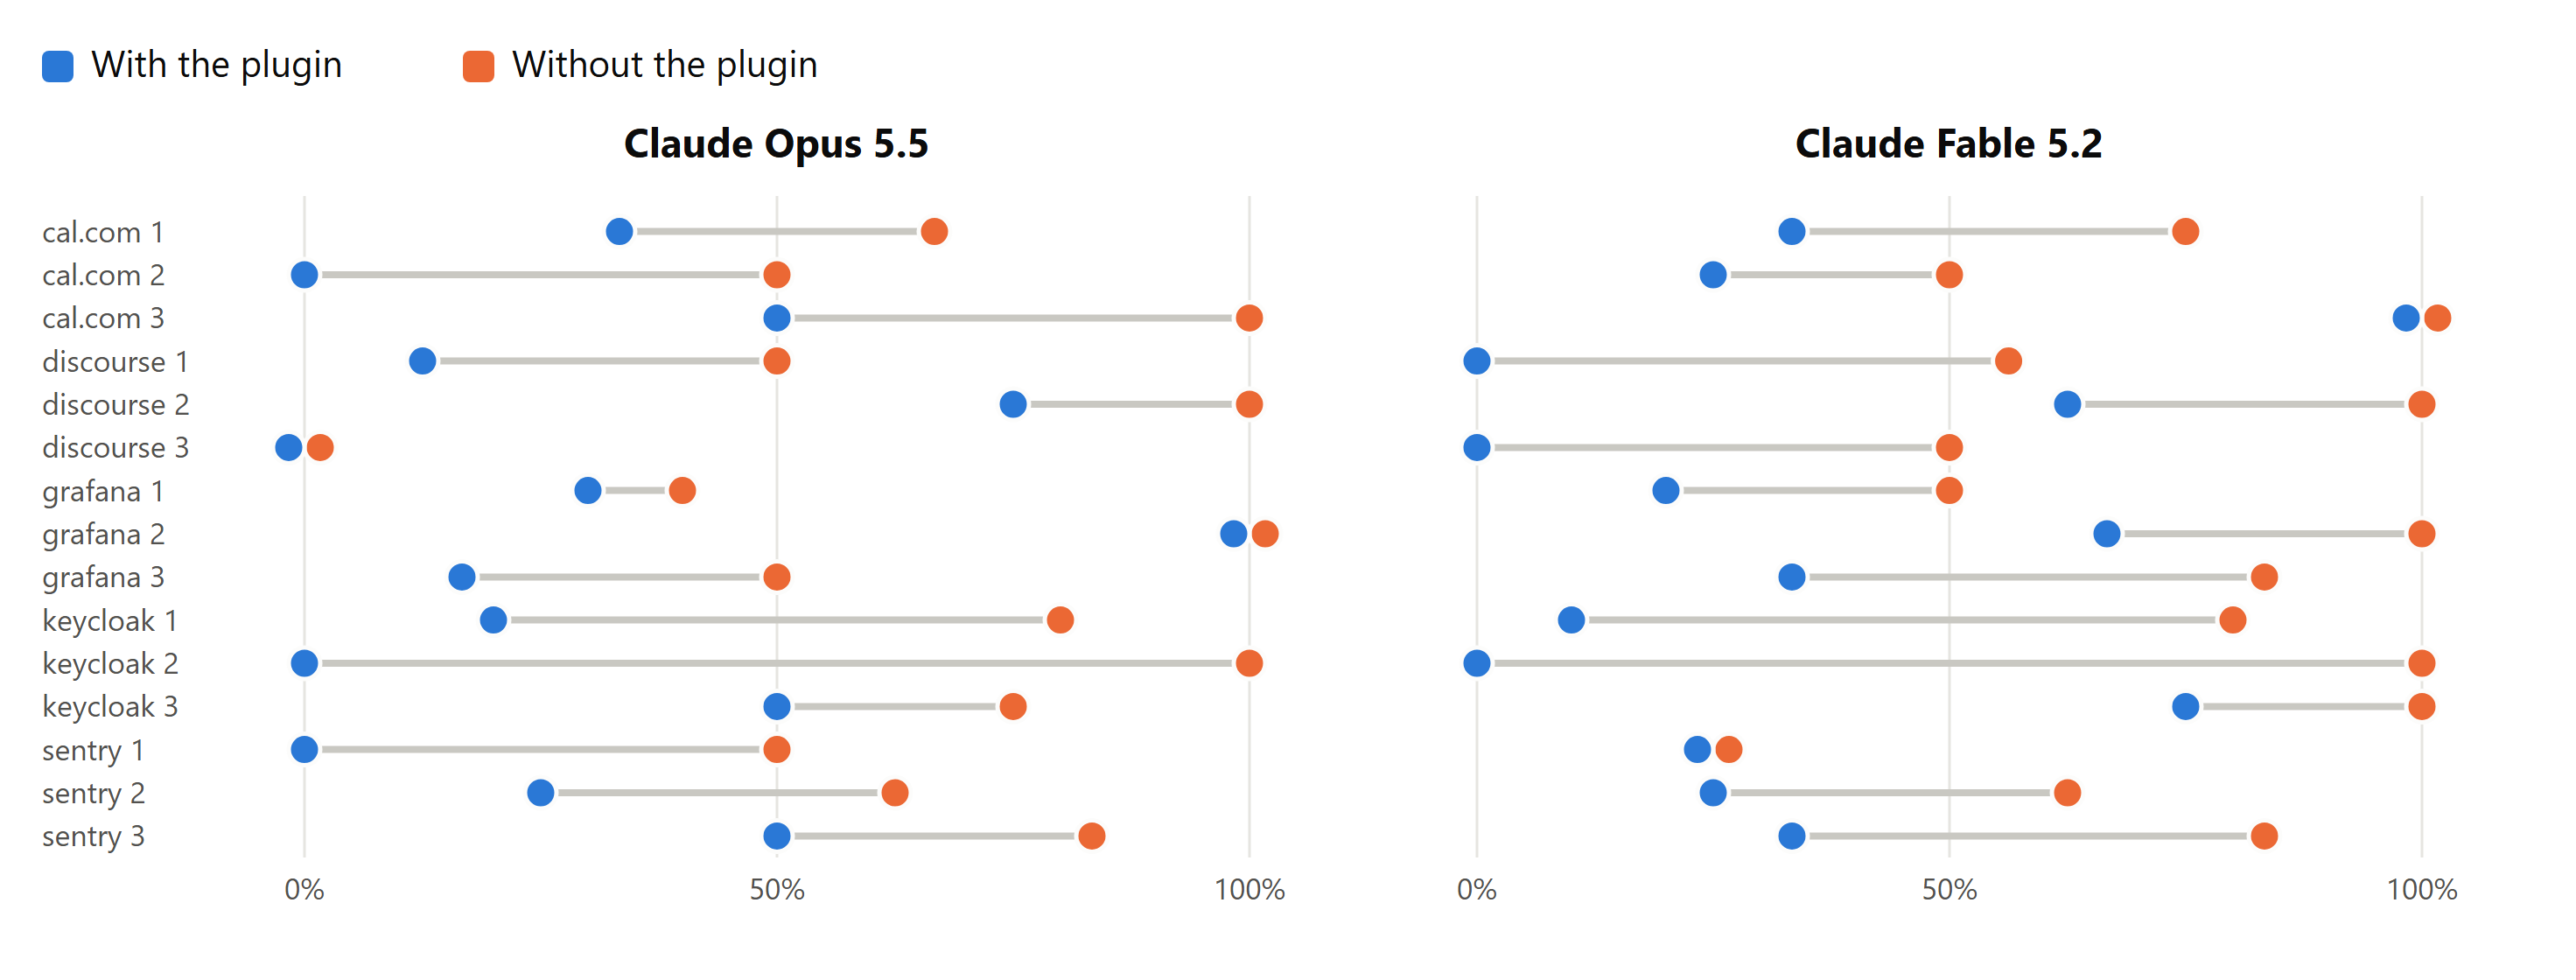 With the plugin
Without the plugin
Claude Opus 5.5
Claude Fable 5.2
cal.com 1
cal.com 2
cal.com 3
discourse 1
discourse 2
discourse 3
grafana 1
grafana 2
grafana 3
keycloak 1
keycloak 2
keycloak 3
sentry 1
sentry 2
sentry 3
0% 50% 100%
0% 50% 100%